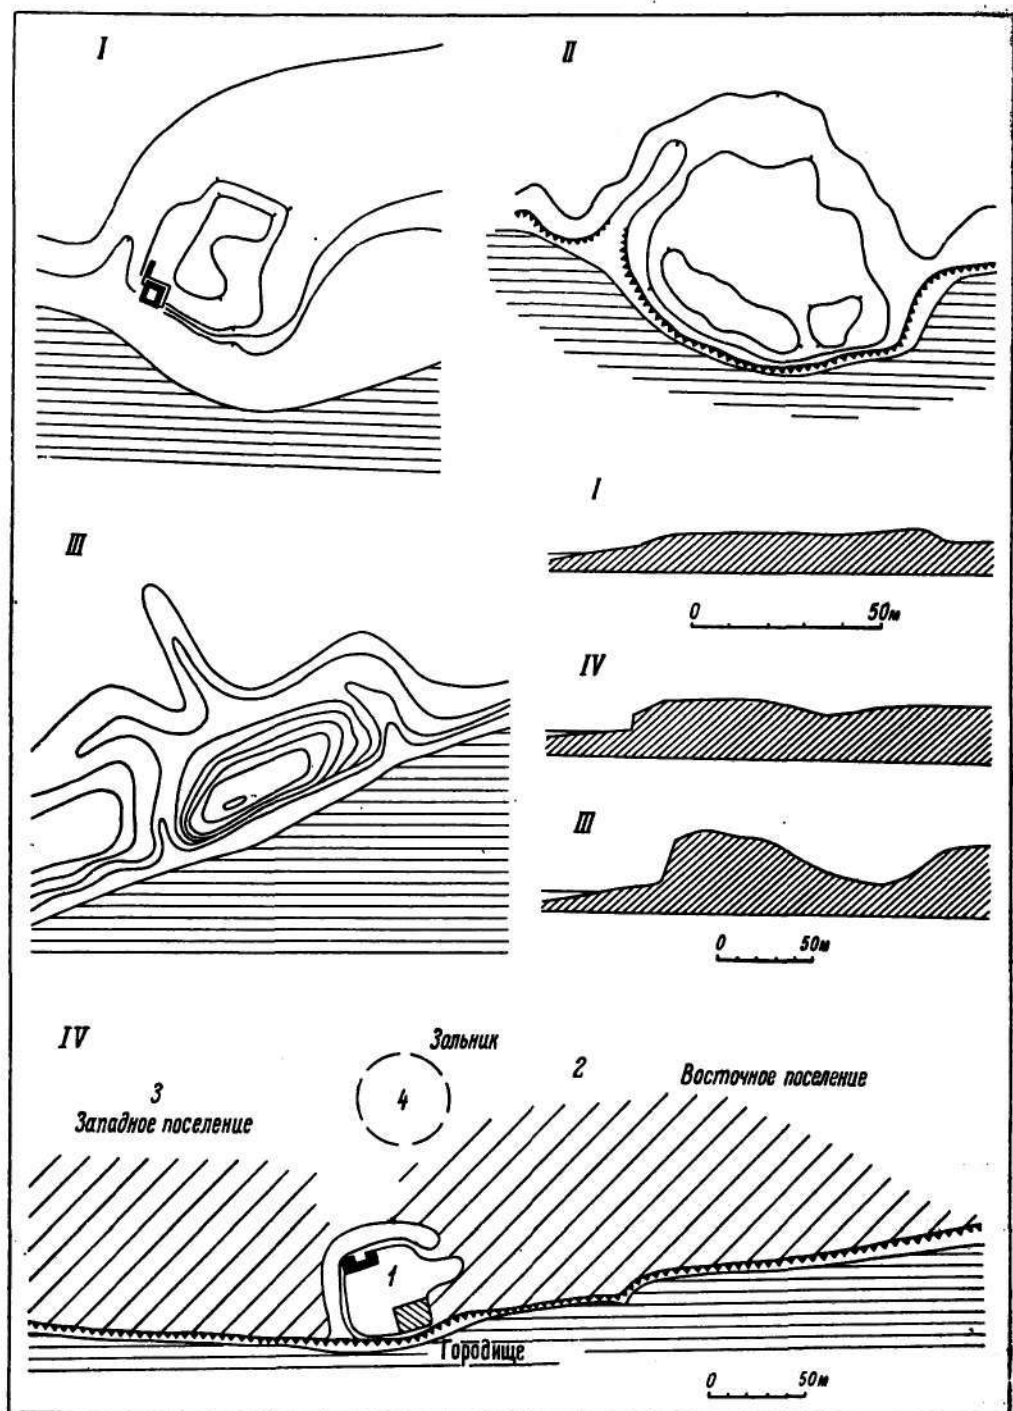 I
II
I
0 50м
III
IV
III
0 50м
IV
Зольник
2
Восточное поселение
3
4
Западное поселение
1
Городище
0 50м